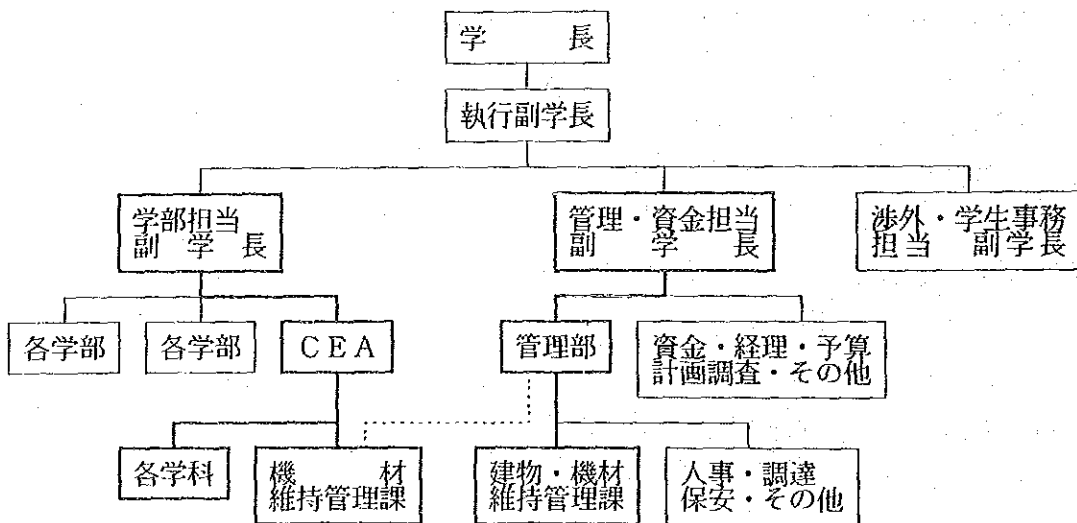 学長
執行副学長
学部担当
副学長
管理・資金担当
副学長
渉外・学生事務
担当 副学長
各学部
各学部
CEA
管理部
資金・経理・予算
計画調査・その他
各学科
機材
維持管理課
建物・機材
維持管理課
人事・調達
保安・その他